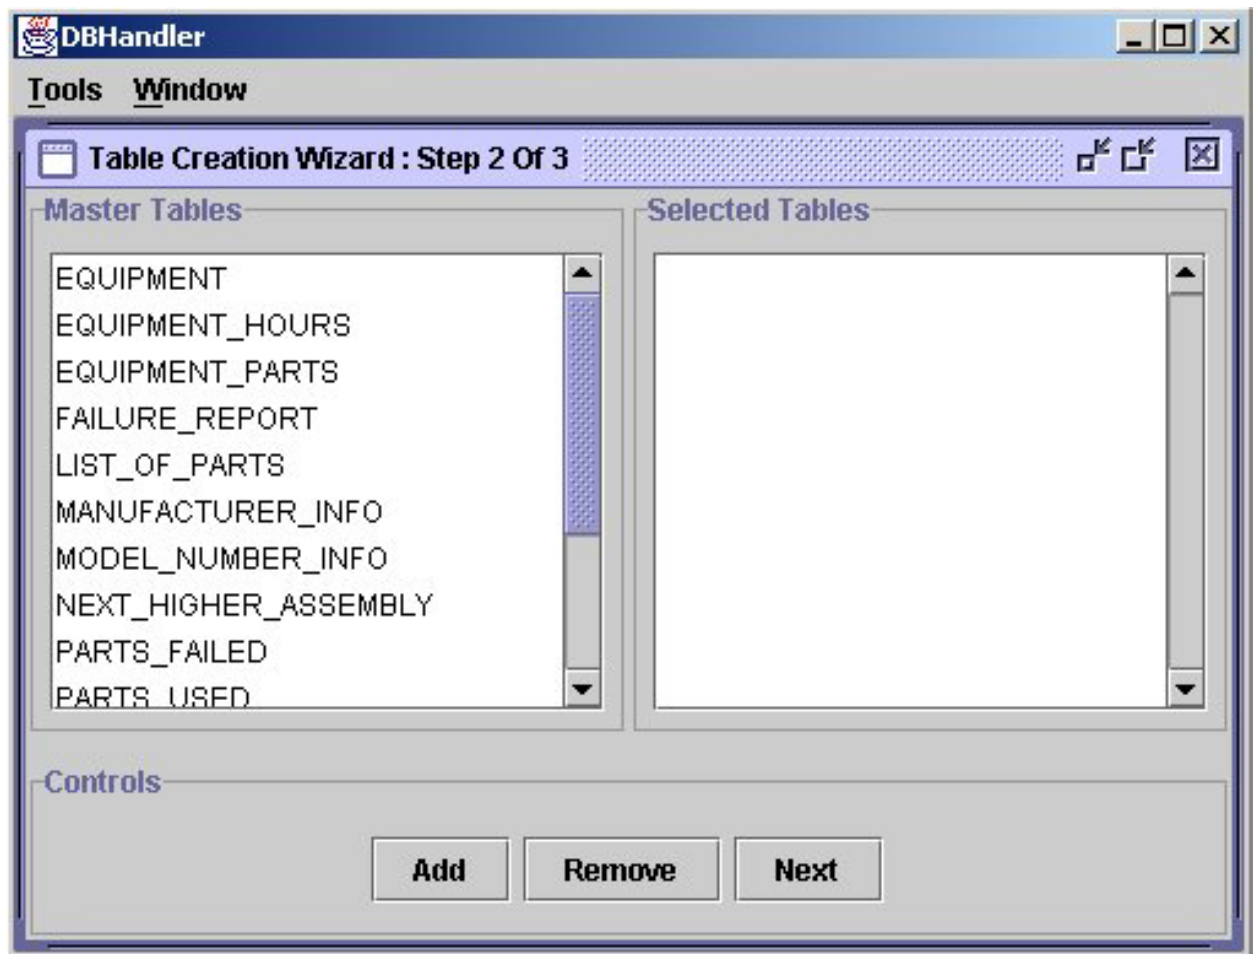 DBHandler
Tools Window
Table Creation Wizard : Step 2 Of 3
Master Tables
EQUIPMENT
EQUIPMENT_HOURS
EQUIPMENT_PARTS
FAILURE_REPORT
LIST_OF_PARTS
MANUFACTURER_INFO
MODEL_NUMBER_INFO
NEXT_HIGHER_ASSEMBLY
PARTS_FAILED
PARTS_USED
Selected Tables
Controls
Add Remove Next